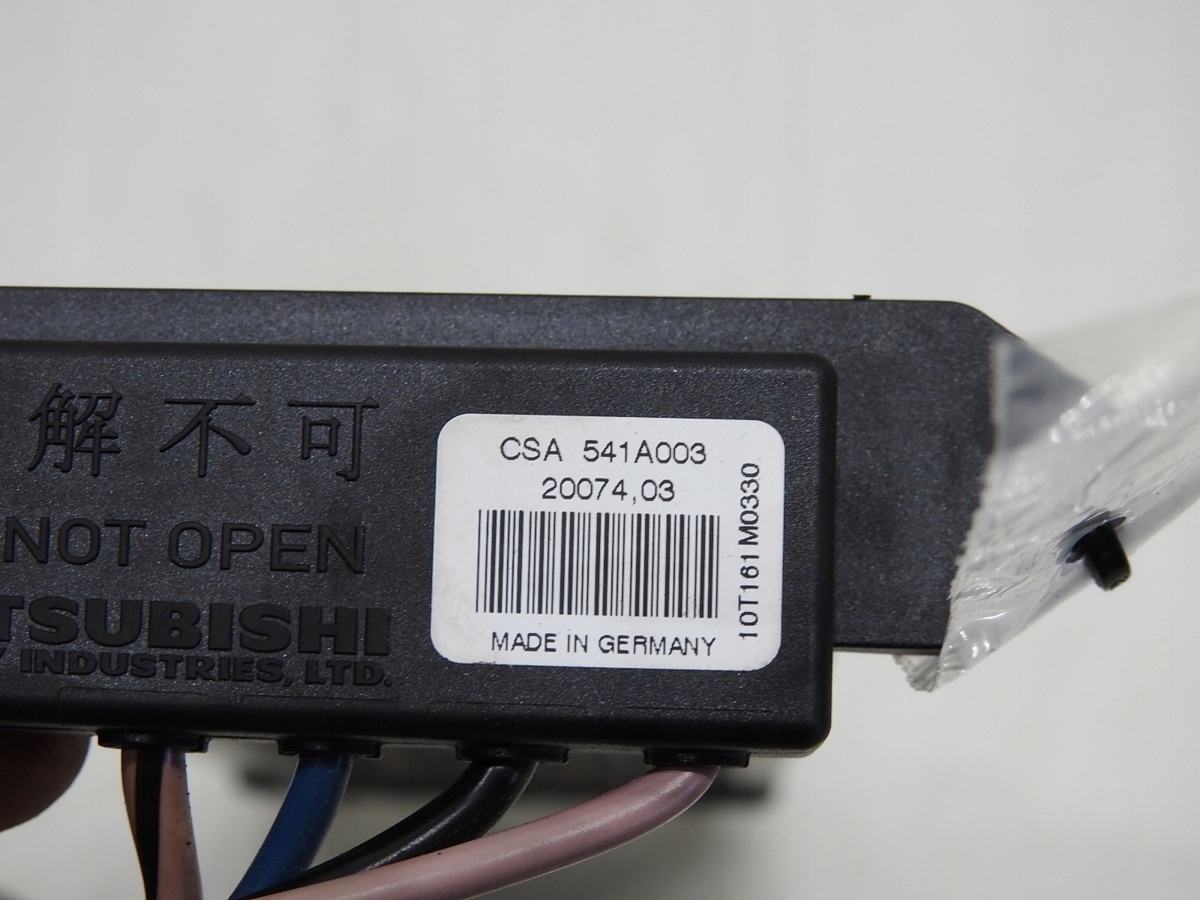 解不可
NOT OPEN
TSUBISHI
Y INDUSTRIES, LTD.
CSA 541A003
20074,03
MADE IN GERMANY
10T161M0330